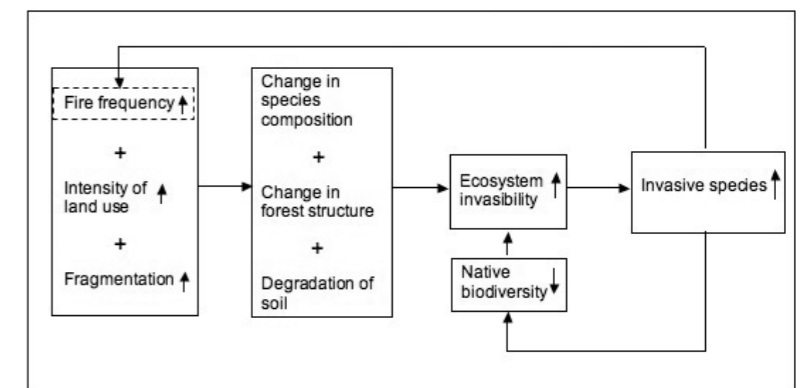 Fire frequency
+
Intensity of
land use
+
Fragmentation
Change in
species
composition
+
Change in
forest structure
+
Degradation of
soil
Ecosystem
invasibility
Native
biodiversity
Invasive species